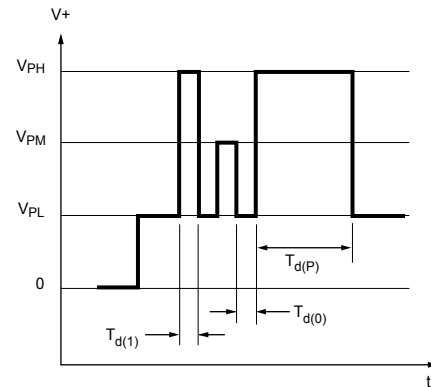 V+
VPH
VPM
VPL
Td(P)
0
Td(0)
Td(1)
t